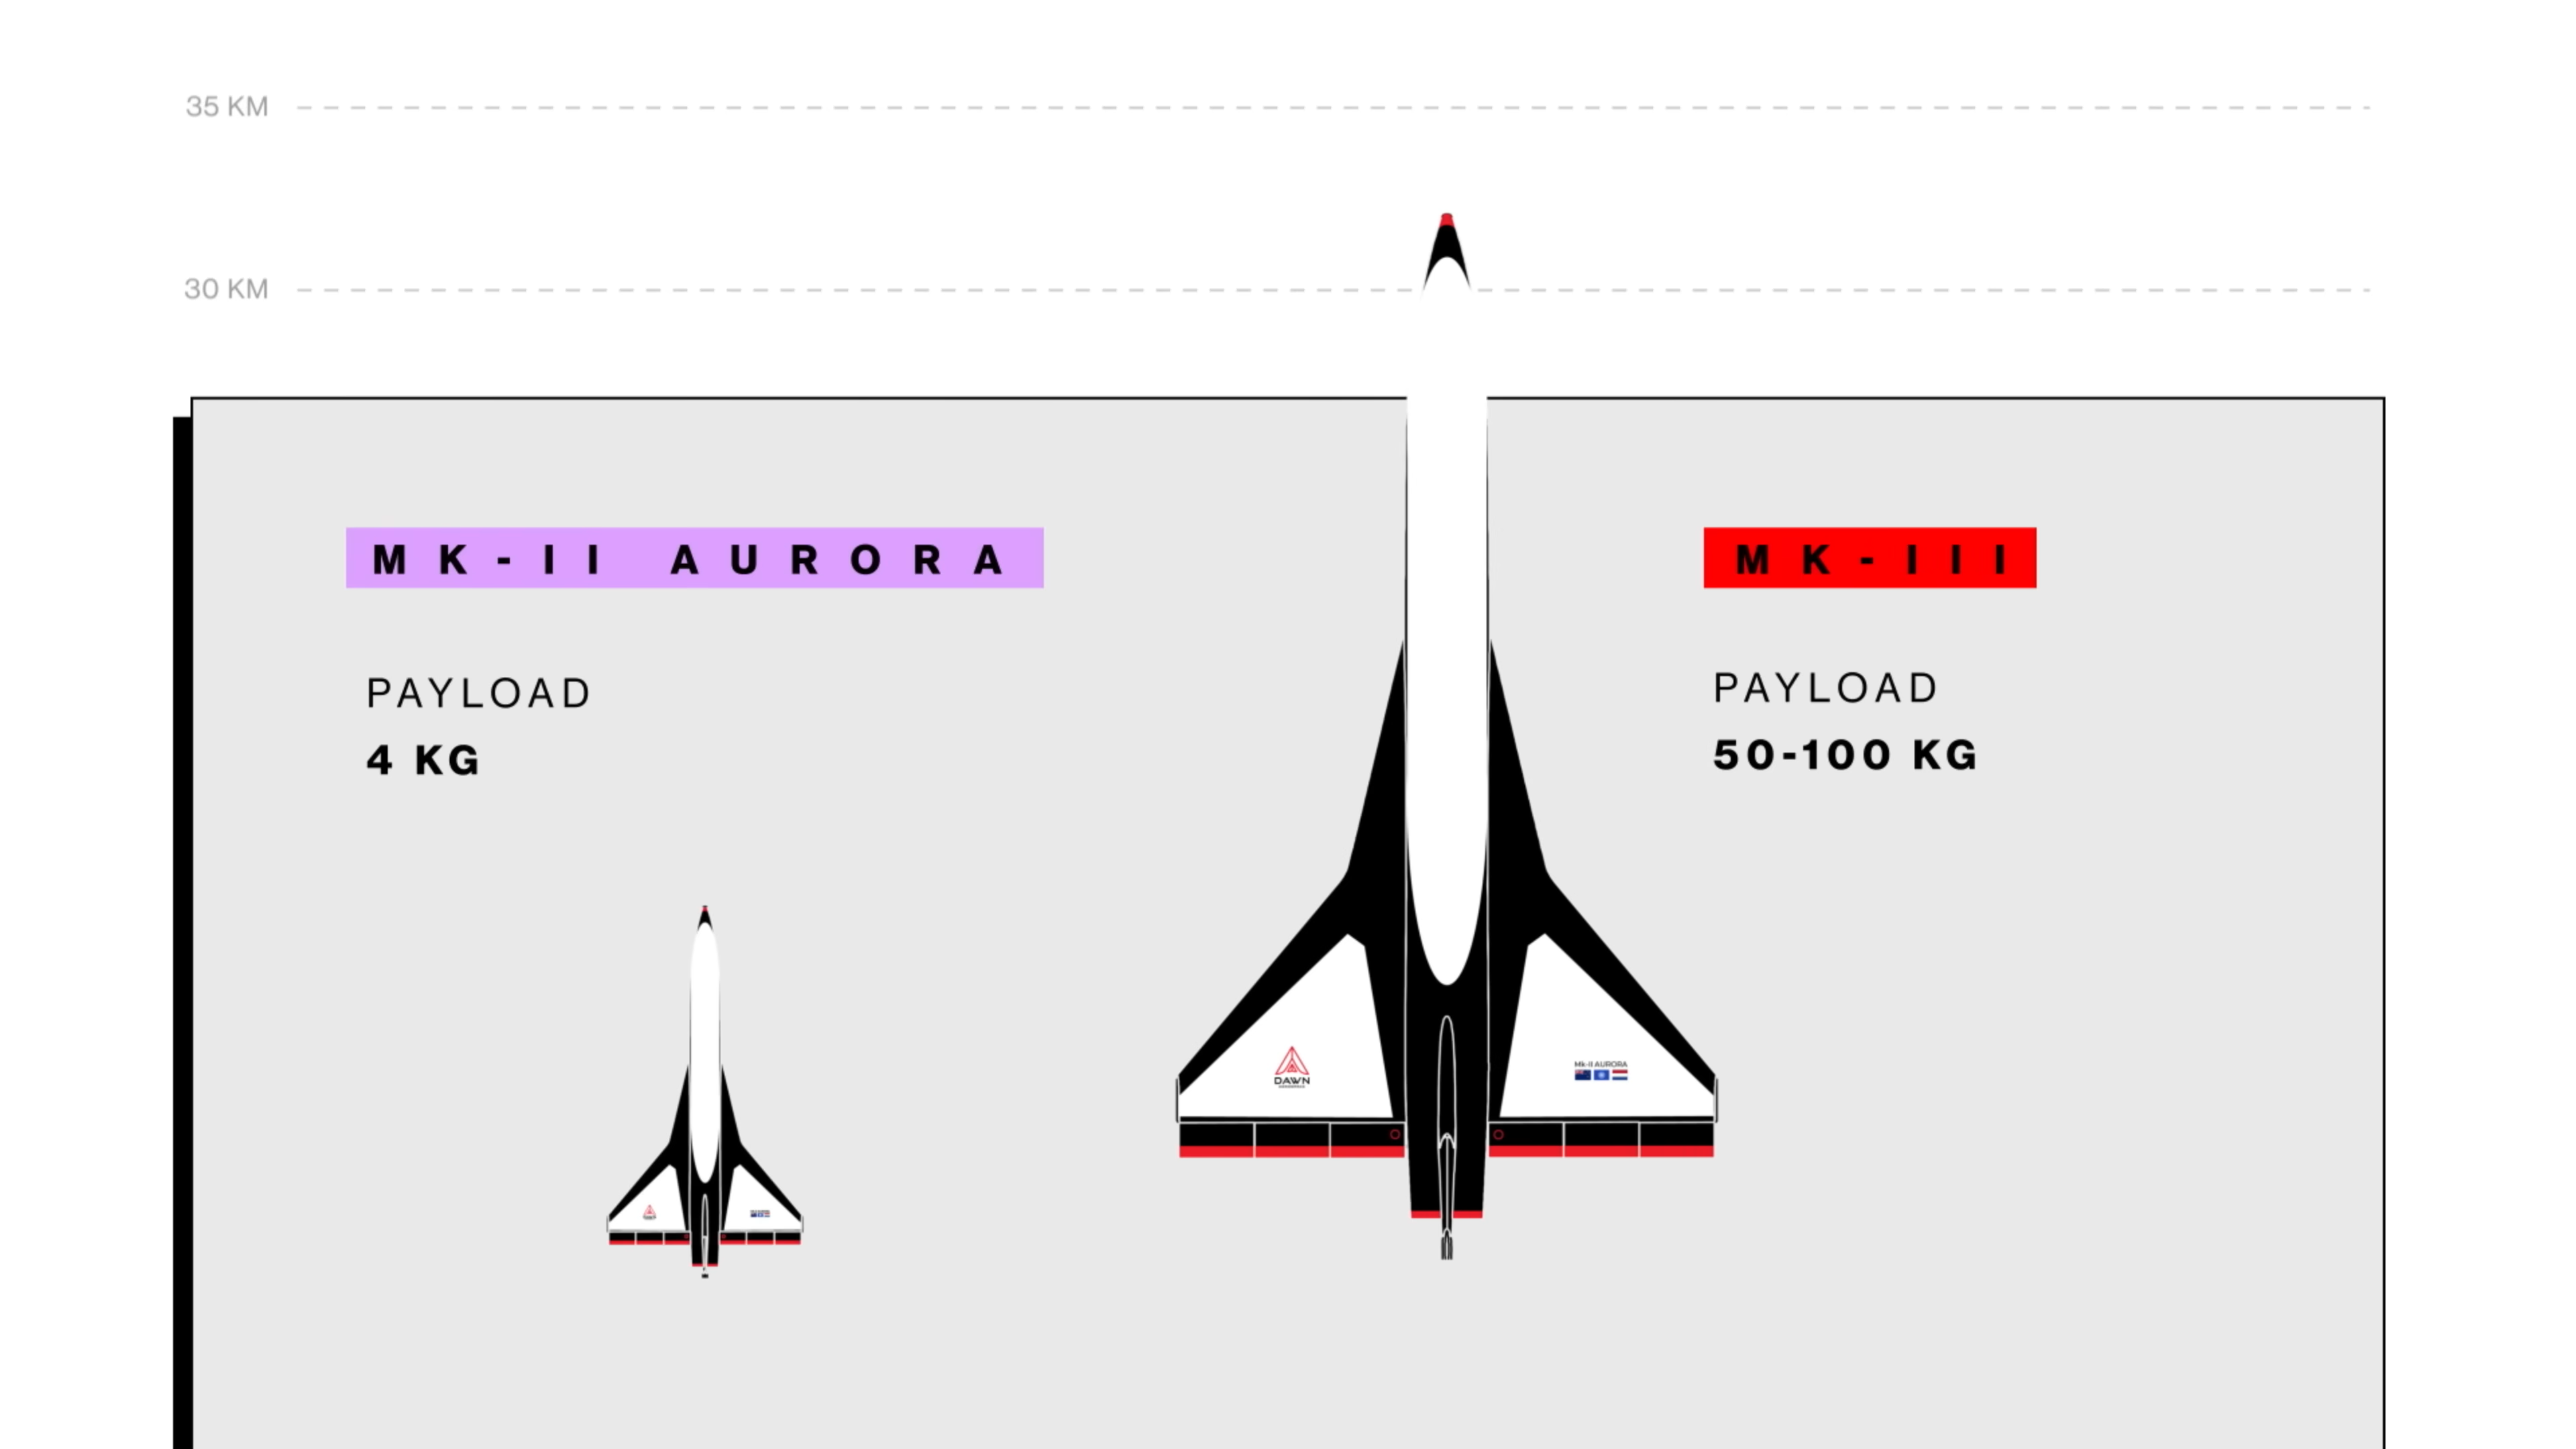 35 KM
30 KM
MK-II AURORA
MK-III
PAYLOAD
4 KG
PAYLOAD
50-100 KG
DAWN
Mk-II AURORA